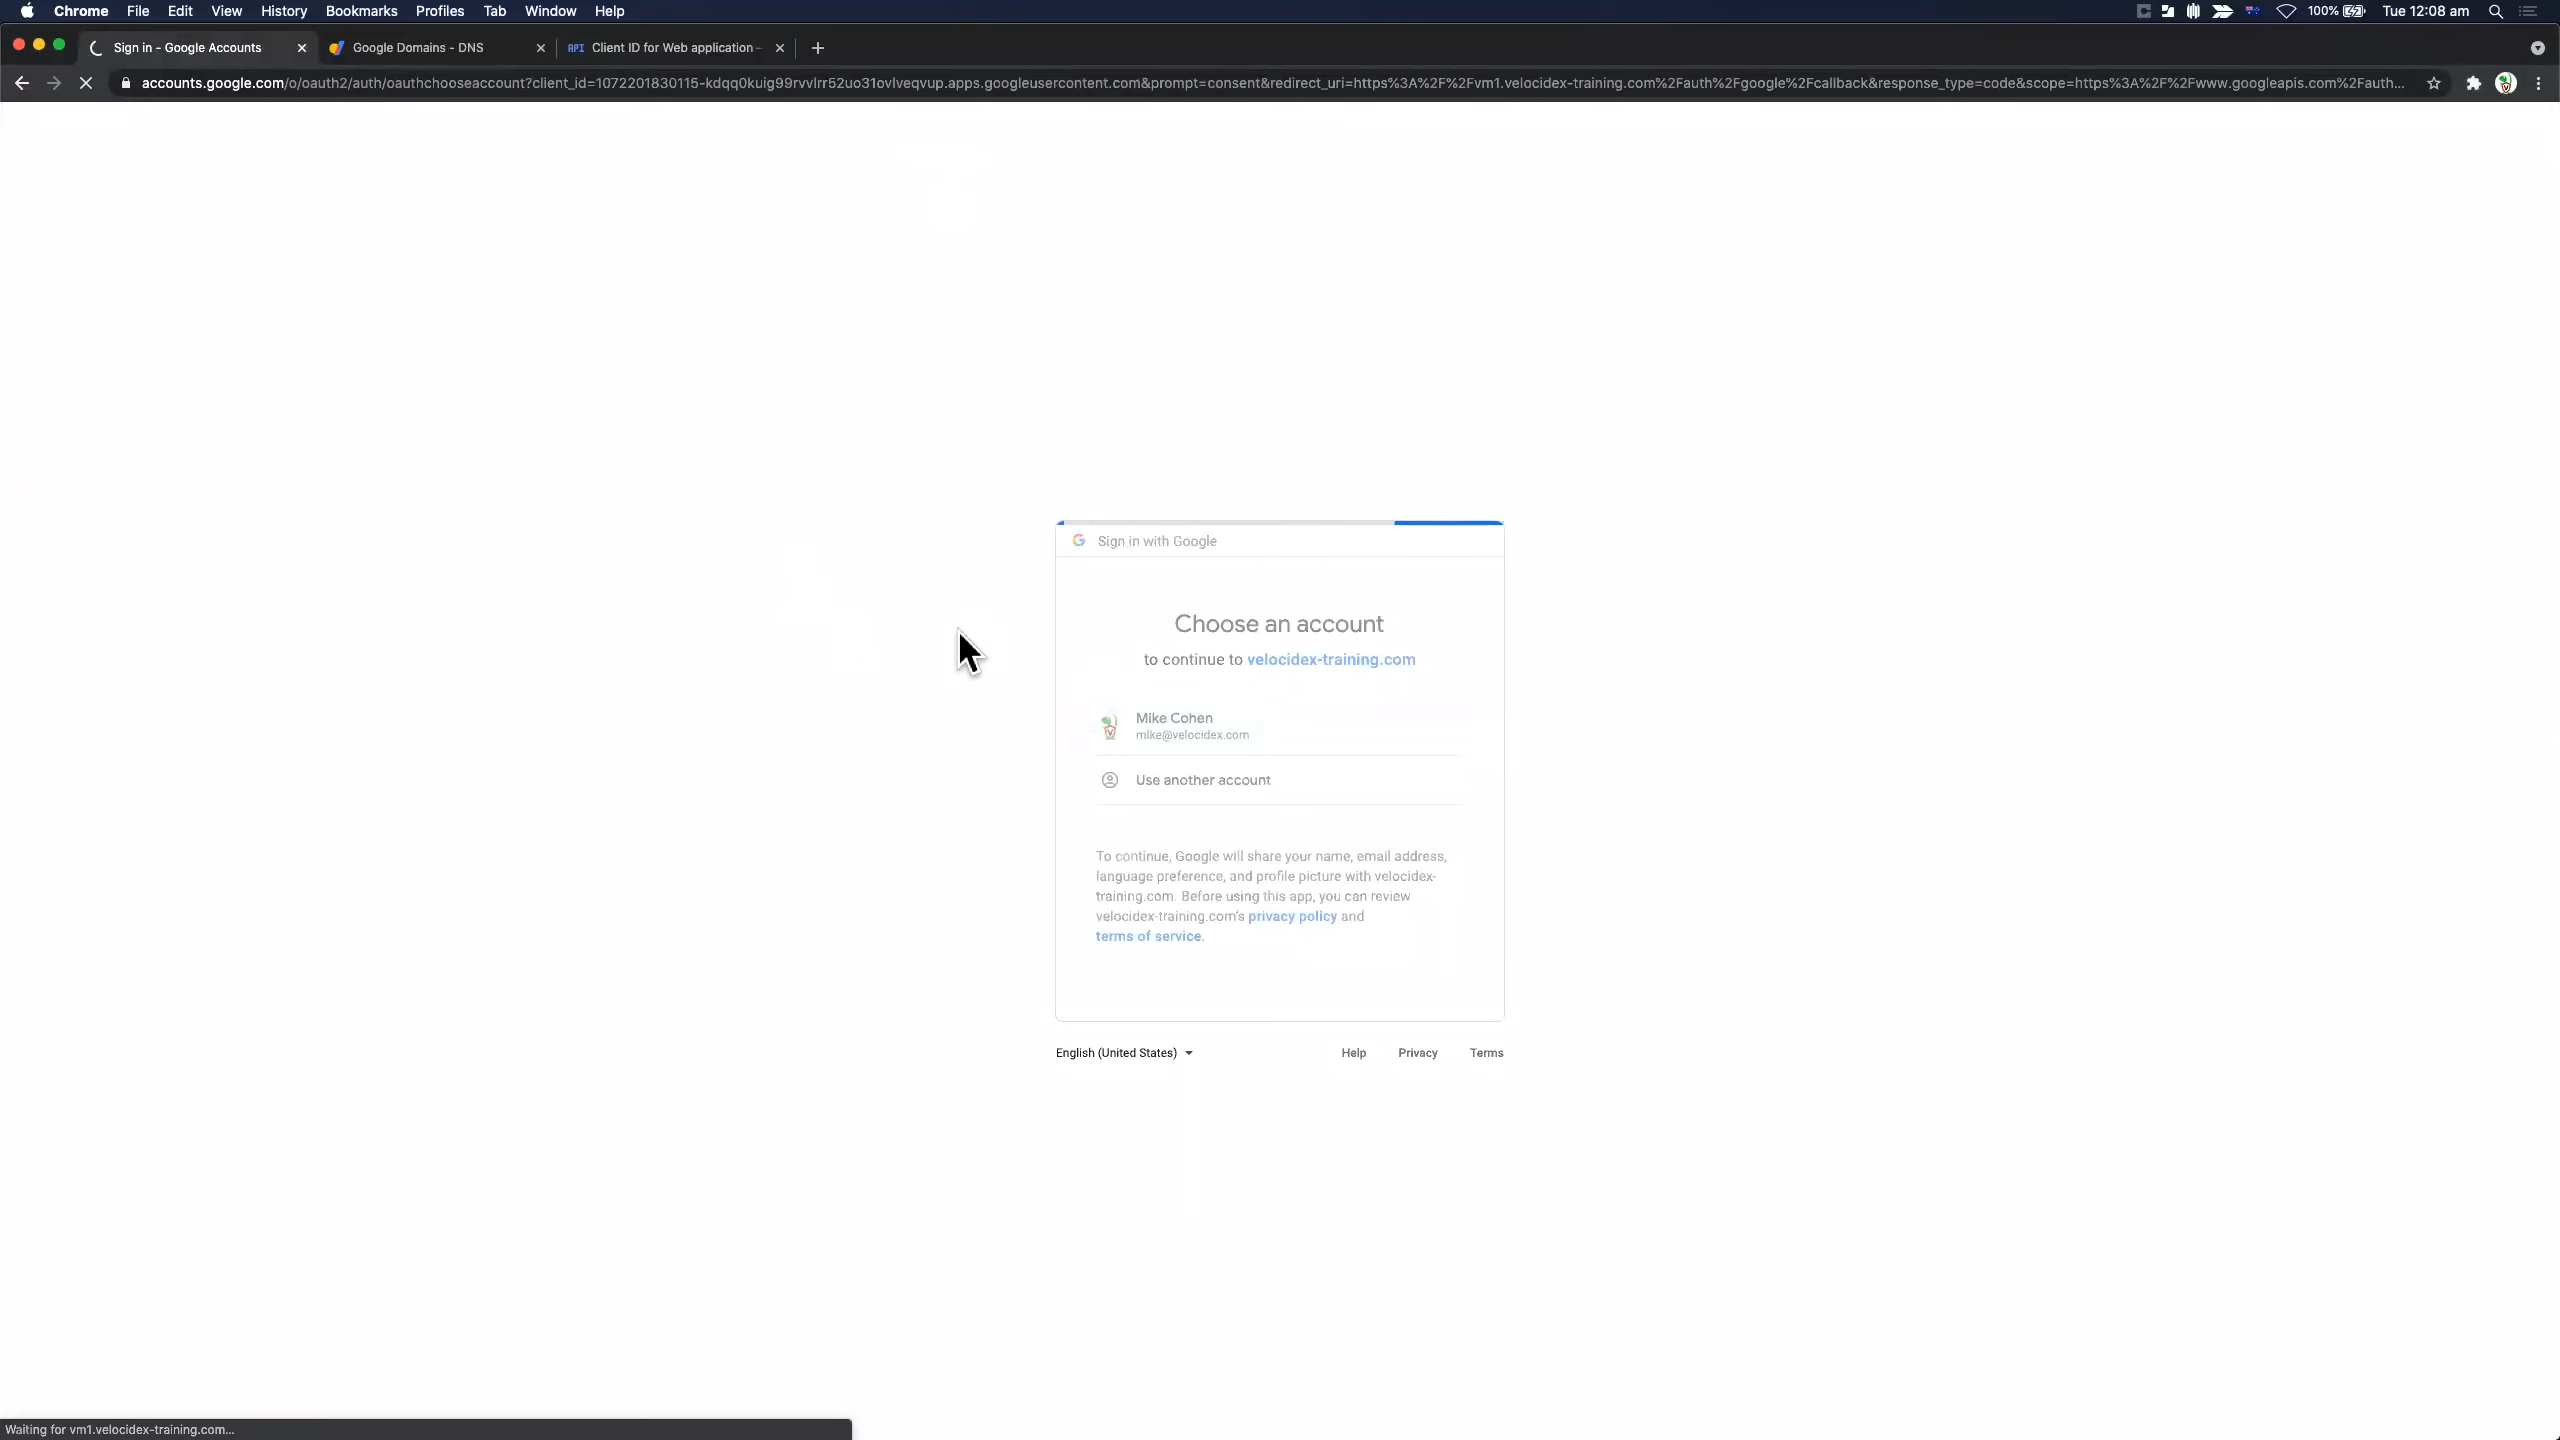 Chrome File Edit View History Bookmarks Profiles Tab Window Help 100% Tue 12:08 am
Sign in - Google Accounts Google Domains - DNS API Client ID for Web application -
accounts.google.com/o/oauth2/auth/oauthchooseaccount?client_id=1072201830115-kdqq0kuig99rvvlrr52uo31ovlveqvup.apps.googleusercontent.com&prompt=consent&redirect_uri=https%3A%2F%2Fvm1.velocidex-training.com%2Fauth%2Fgoogle%2Fcallback&response_type=code&scope=https%3A%2F%2Fwww.googleapis.com%2Fauth...
Sign in with Google
Choose an account
to continue to velocidex-training.com
Mike Cohen
mike@velocidex.com
Use another account
To continue, Google will share your name, email address,
language preference, and profile picture with velocidex-
training.com. Before using this app, you can review
velocidex-training.com's privacy policy and
terms of service.
English (United States) Help Privacy Terms
Waiting for vm1.velocidex-training.com...